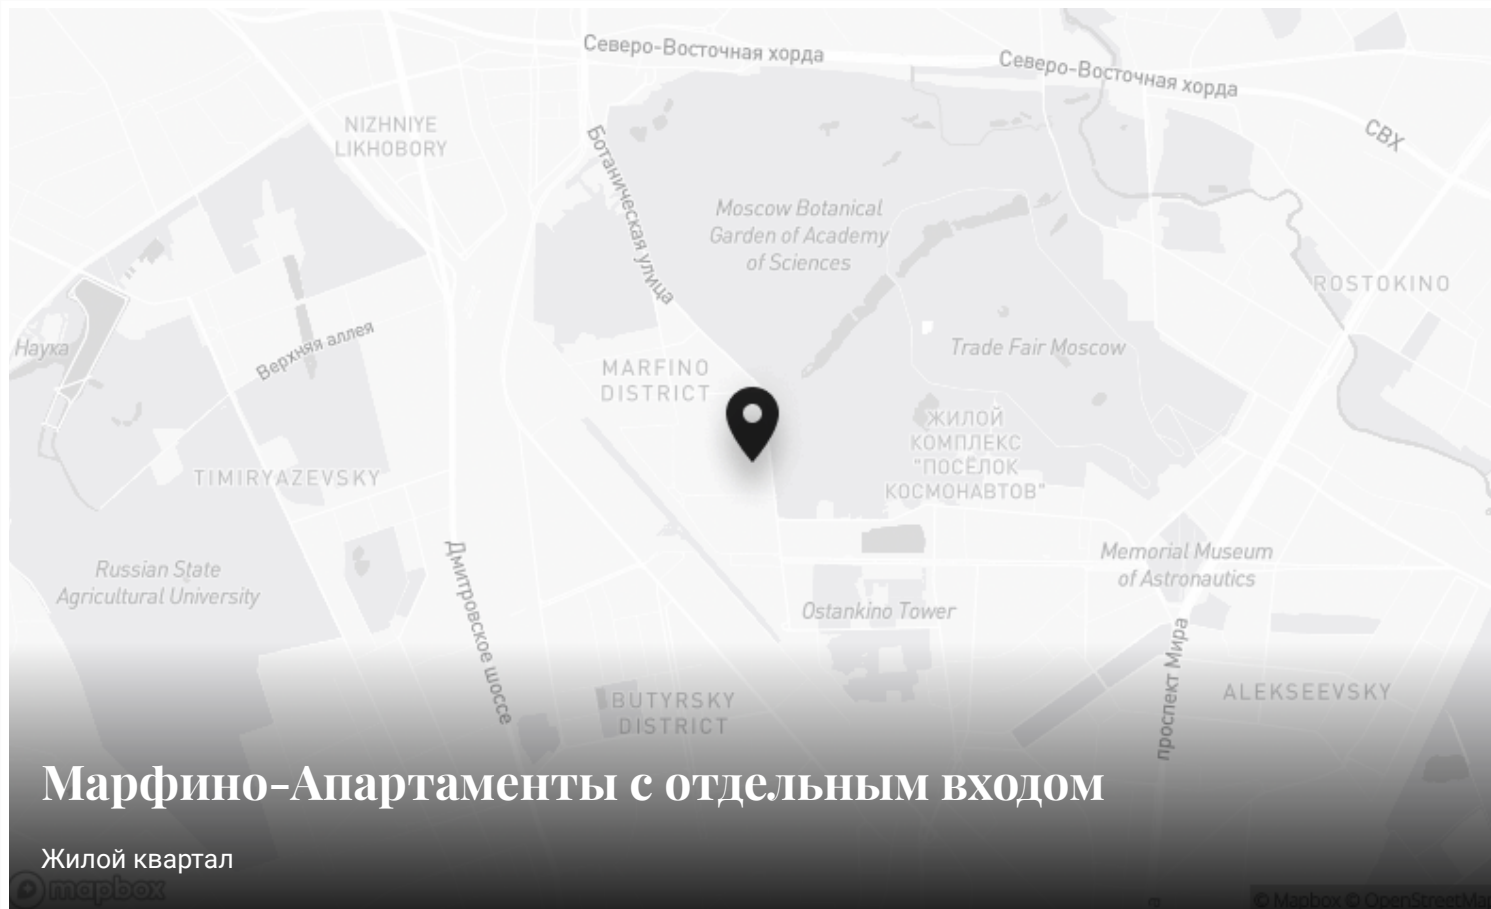 Северо-Восточная хорда
Северо-Восточная хорда
СВХ
NIZHNIYE
LIKHOBORY
Ботаническая улица
Moscow Botanical
Garden of Academy
of Sciences
ROSTOKINO
Наука
Верхняя аллея
Trade Fair Moscow
MARFINO
DISTRICT
ЖИЛОЙ
КОМПЛЕКС
"ПОСЁЛОК
КОСМОНАВТОВ"
TIMIRYAZEVSKY
Russian State
Agricultural University
Дмитровское шоссе
Memorial Museum
of Astronautics
Ostankino Tower
проспект Мира
BUTYRSKY
DISTRICT
ALEKSEEVSKY
Марфино-Апартаменты с отдельным входом
Жилой квартал
mapbox
© Mapbox © OpenStreetMap